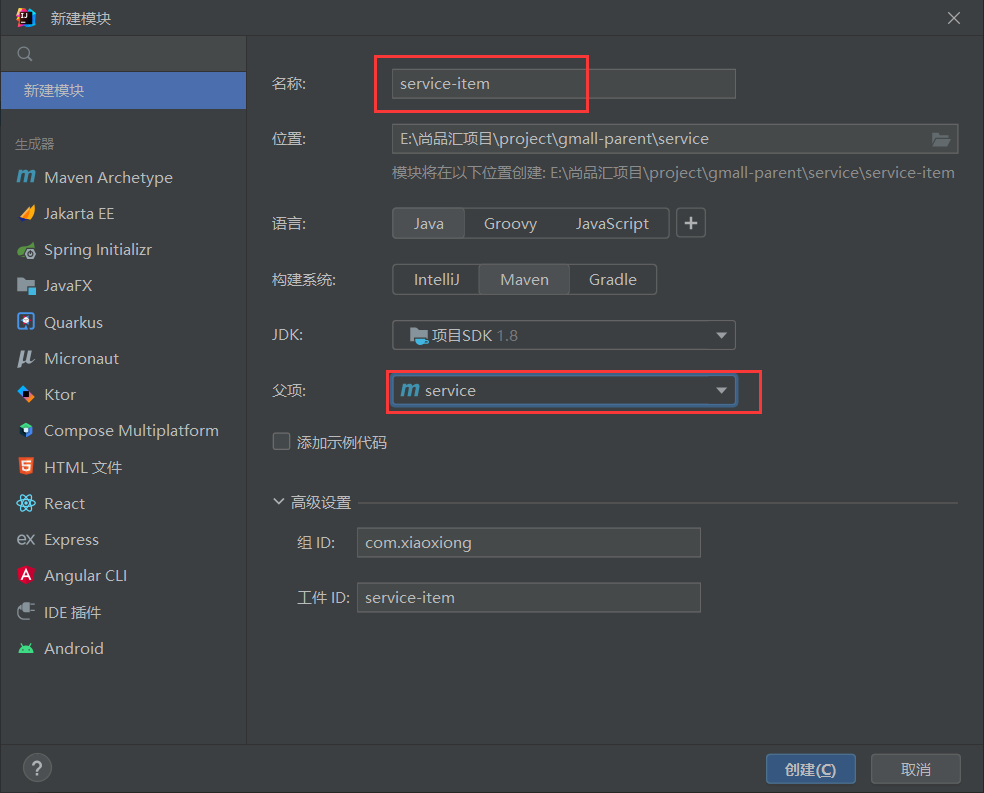 新建模块
新建模块
生成器
Maven Archetype
Jakarta EE
Spring Initializr
JavaFX
Quarkus
Micronaut
Ktor
Compose Multiplatform
HTML 文件
React
Express
Angular CLI
IDE 插件
Android
名称: service-item
位置: E:\尚品汇项目\project\gmall-parent\service
模块将在以下位置创建: E:\尚品汇项目\project\gmall-parent\service\service-item
语言: Java Groovy JavaScript +
构建系统: IntelliJ Maven Gradle
JDK: 项目SDK 1.8
父项: service
添加示例代码
高级设置
组 ID: com.xiaoxiong
工件 ID: service-item
? 创建(C) 取消